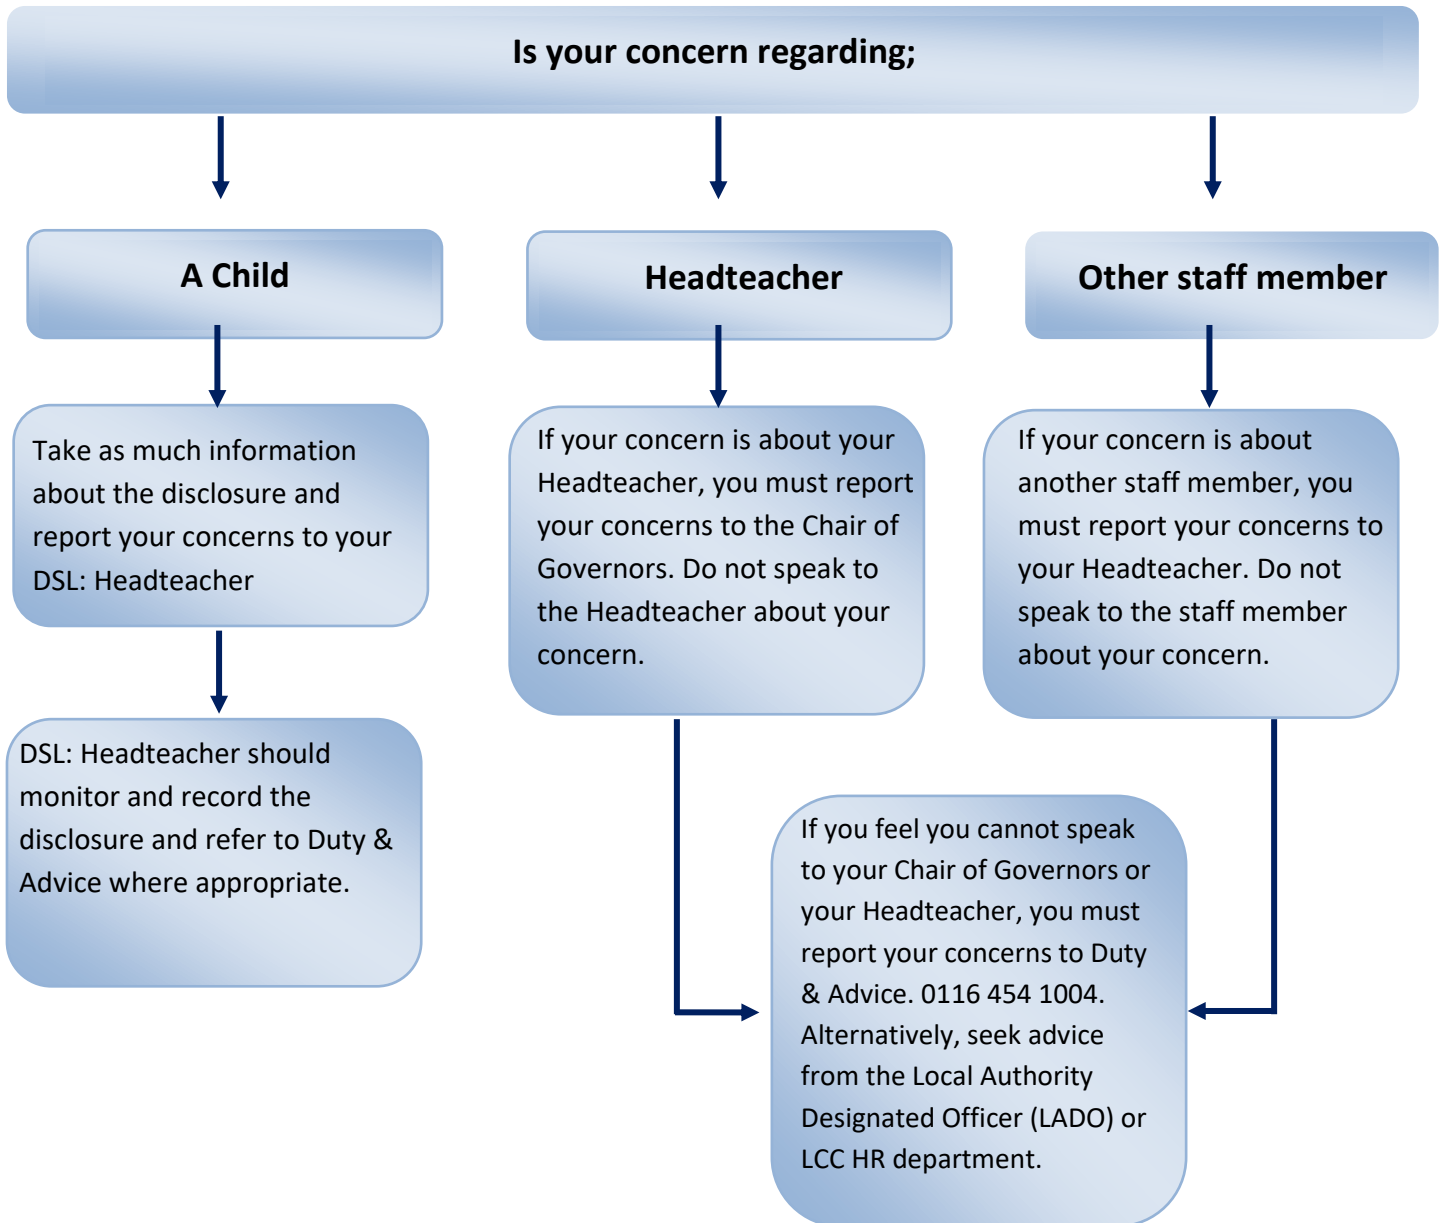 Is your concern regarding;
A Child
Headteacher
Other staff member
Take as much information
about the disclosure and
report your concerns to your
DSL: Headteacher
If your concern is about your
Headteacher, you must report
your concerns to the Chair of
Governors. Do not speak to
the Headteacher about your
concern.
If your concern is about
another staff member, you
must report your concerns to
your Headteacher. Do not
speak to the staff member
about your concern.
DSL: Headteacher should
monitor and record the
disclosure and refer to Duty &
Advice where appropriate.
If you feel you cannot speak
to your Chair of Governors or
your Headteacher, you must
report your concerns to Duty
& Advice. 0116 454 1004.
Alternatively, seek advice
from the Local Authority
Designated Officer (LADO) or
LCC HR department.